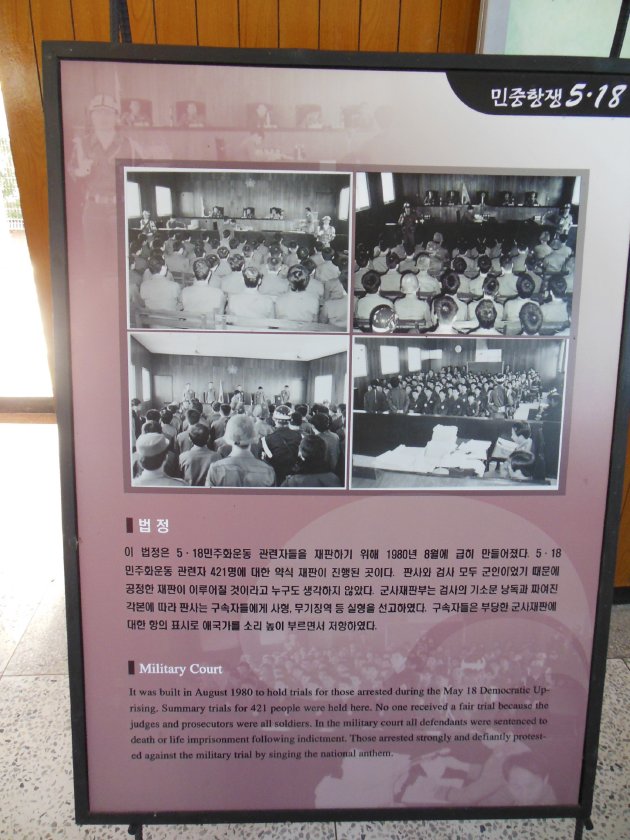 민중항쟁 5·18
법 정
이 법정은 5·18민주화운동 관련자들을 재판하기 위해 1980년 8월에 급히 만들어졌다. 5·18
민주화운동 관련자 421명에 대한 약식 재판이 진행된 곳이다. 판사와 검사 모두 군인이었기 때문에
공정한 재판이 이루어질 것이라고 누구도 생각하지 않았다. 군사재판부는 검사의 기소문 낭독과 짜여진
각본에 따라 판사는 구속자들에게 사형, 무기징역 등 실형을 선고하였다. 구속자들은 부당한 군사재판에
대한 항의 표시로 애국가를 소리 높이 부르면서 저항하였다.
Military Court
It was built in August 1980 to hold trials for those arrested during the May 18 Democratic Up-
rising. Summary trials for 421 people were held here. No one received a fair trial because the
judges and prosecutors were all soldiers. In the military court all defendants were sentenced to
death or life imprisonment following indictment. Those arrested strongly and defiantly protest-
ed against the military trial by singing the national anthem.